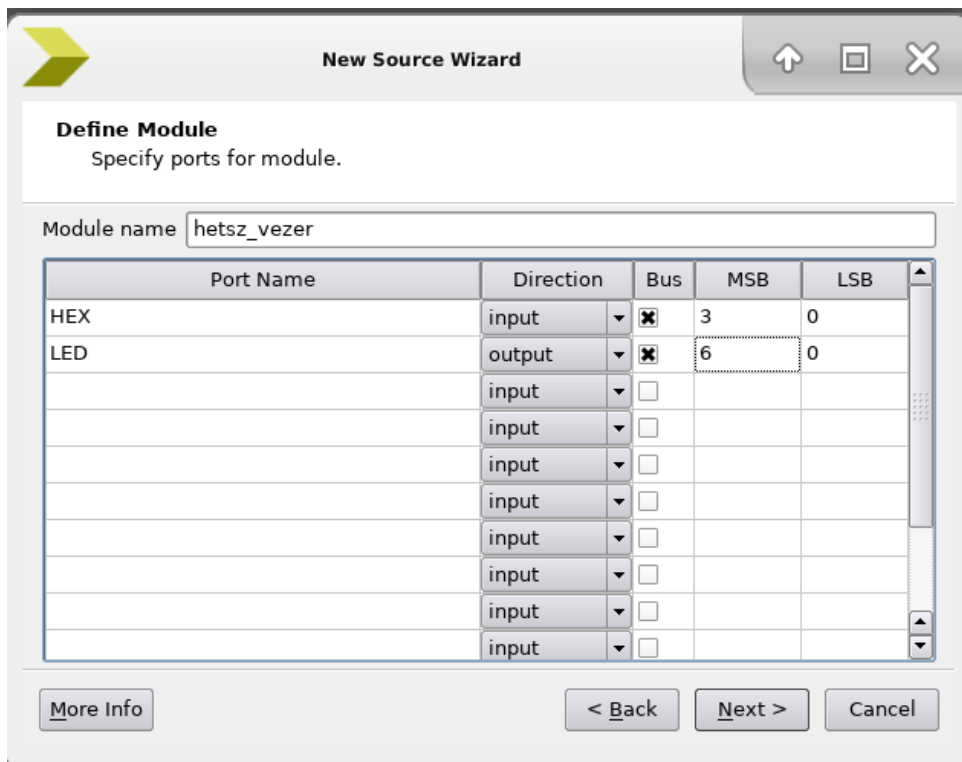 New Source Wizard
Define Module
Specify ports for module.
Module name hetsz_vezer
Port Name Direction Bus MSB LSB
HEX input 3 0
LED output 6 0
input
input
input
input
input
input
input
input
More Info < Back Next > Cancel